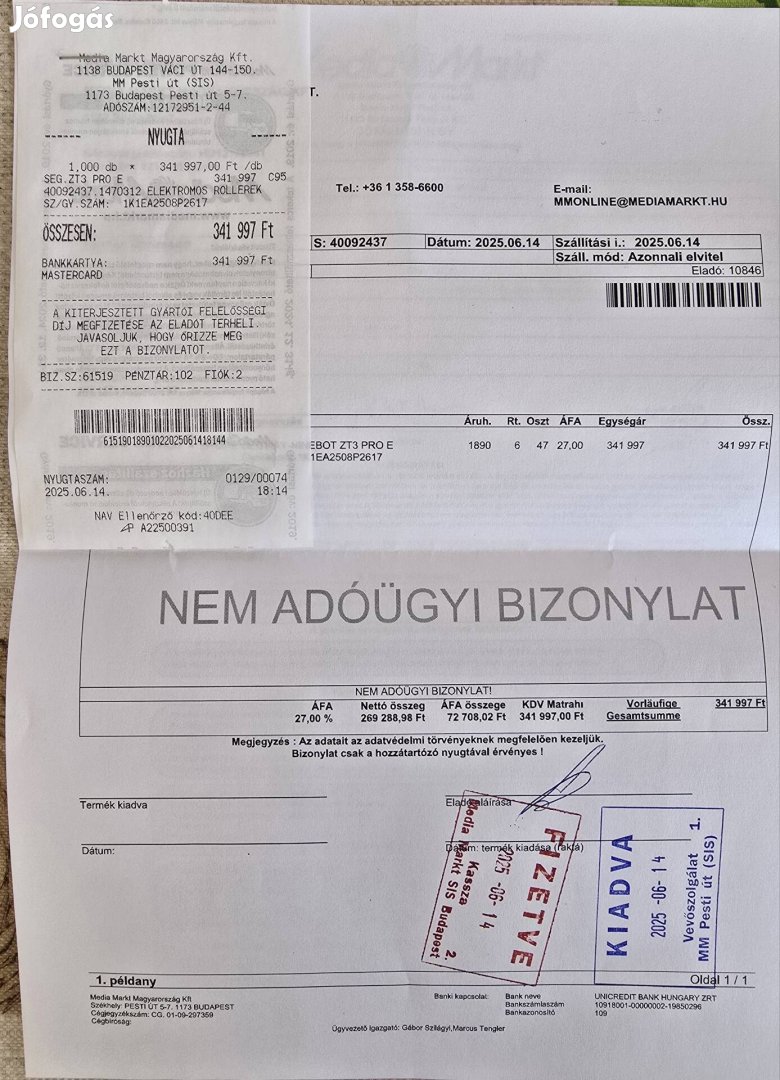 Jófogás
Media Markt Magyarország Kft.
1138 BUDAPEST VÁCI ÚT 144-150.
MM Pesti út (SIS)
1173 Budapest Pesti út 5-7.
ADÓSZÁM:12172951-2-44
NYUGTA
1,000 db * 341 997,00 Ft /db
SEG.ZT3 PRO E 341 997 C95
40092437.1470312 ELEKTROMOS ROLLEREK
SZ/GY.SZÁM: 1K1EA2508P2617
ÖSSZESEN: 341 997 Ft
BANKKÁRTYA: 341 997 Ft
MASTERCARD
A KITERJESZTETT GYÁRTÓI FELELŐSSÉGI
DÍJ MEGFIZETÉSE AZ ELADÓT TERHELI.
JAVASOLJUK, HOGY ŐRIZZE MEG
EZT A BIZONYLATOT.
BIZ.SZ:61519 PÉNZTÁR:102 FIÓK:2
6151901890102202506141814​4
NYUGTASZÁM: 0129/00074
2025.06.14. 18:14
NAV Ellenőrző kód:40DEE
AP A22500391
T.
Tel.: +36 1 358-6600
E-mail:
MMONLINE@MEDIAMARKT.HU
S: 40092437 Dátum: 2025.06.14 Szállítási i.: 2025.06.14
Száll. mód: Azonnali elvitel
Eladó: 10846
Áruh. Rt. Oszt ÁFA Egységár Össz.
EBOT ZT3 PRO E 1890 6 47 27,00 341 997 341 997 Ft
1EA2508P2617
NEM ADÓÜGYI BIZONYLAT
NEM ADÓÜGYI BIZONYLAT!
ÁFA Nettó összeg ÁFA összege KDV Matrahı Vorläufige 341 997 Ft
27,00 % 269 288,98 Ft 72 708,02 Ft 341 997,00 Ft Gesamtsumme
Megjegyzés : Az adatait az adatvédelmi törvényeknek megfelelően kezeljük.
Bizonylat csak a hozzátartózó nyugtával érvényes !
Termék kiadva
Eladó aláírása
Dátum:
Dátum: termék kiadása (raktá)
FIZETVE
2025 -06- 14
Kassza 2.
Media Markt SIS Budapest
KIADVA
2025 -06- 14
Vevőszolgálat 1.
MM Pesti út (SIS)
1. példany
Oldal 1 / 1
Media Markt Magyarország Kft
Székhely: PESTI ÚT 5-7. 1173 BUDAPEST
Cégjegyzékszám: CG. 01-09-297359
Cégbíróság:
Banki kapcsolat: Bank neve UNICREDIT BANK HUNGARY ZRT
Bankszámlaszám 10918001-00000002-19850296
Bankazonosító 109
Ügyvezető Igazgató: Gábor Szilágyi,Marcus Tengler